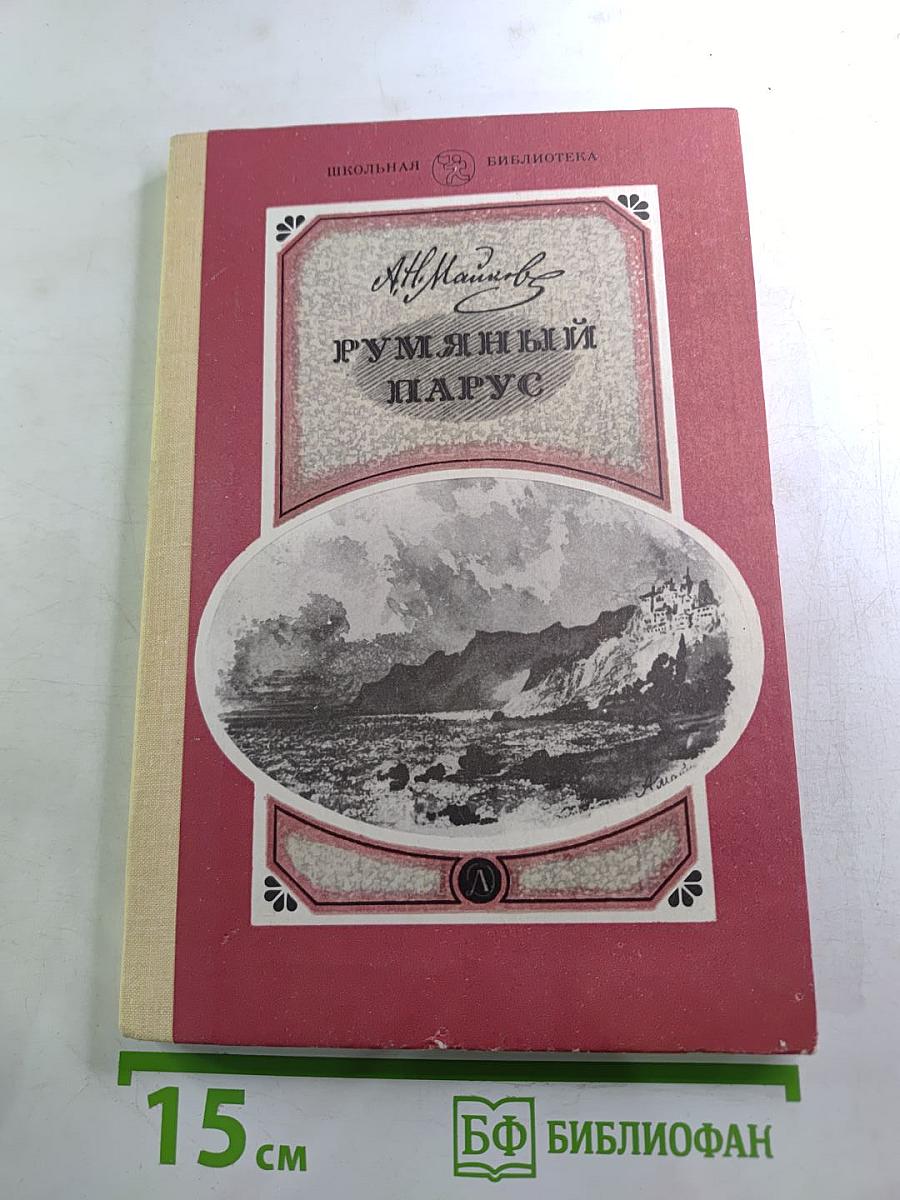 ШКОЛЬНАЯ БИБЛИОТЕКА
А.Н.Майков
РУМЯНЫЙ
ПАРУС
Л
15 см
БФ БИБЛИОФАН